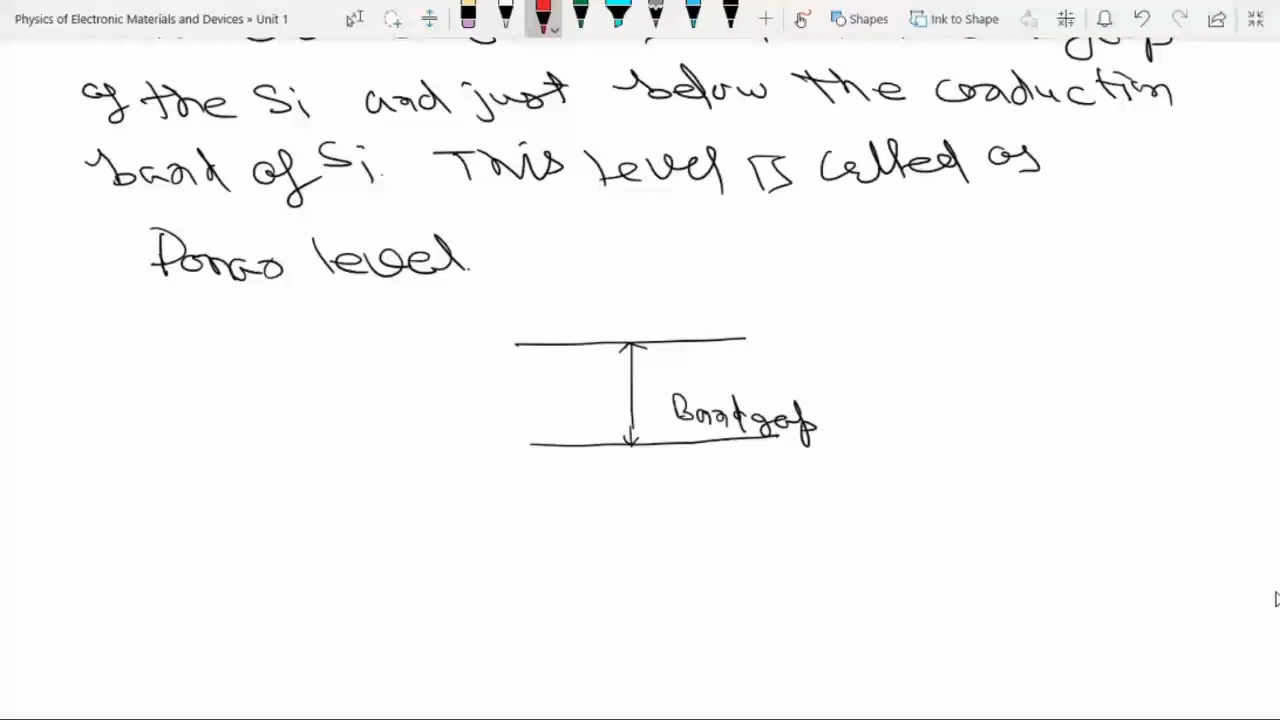 Physics of Electronic Materials and Devices » Unit 1
Shapes
Ink to Shape
of the Si and just below the conduction
band of Si. This level is called as
Donor level.
Bandgap